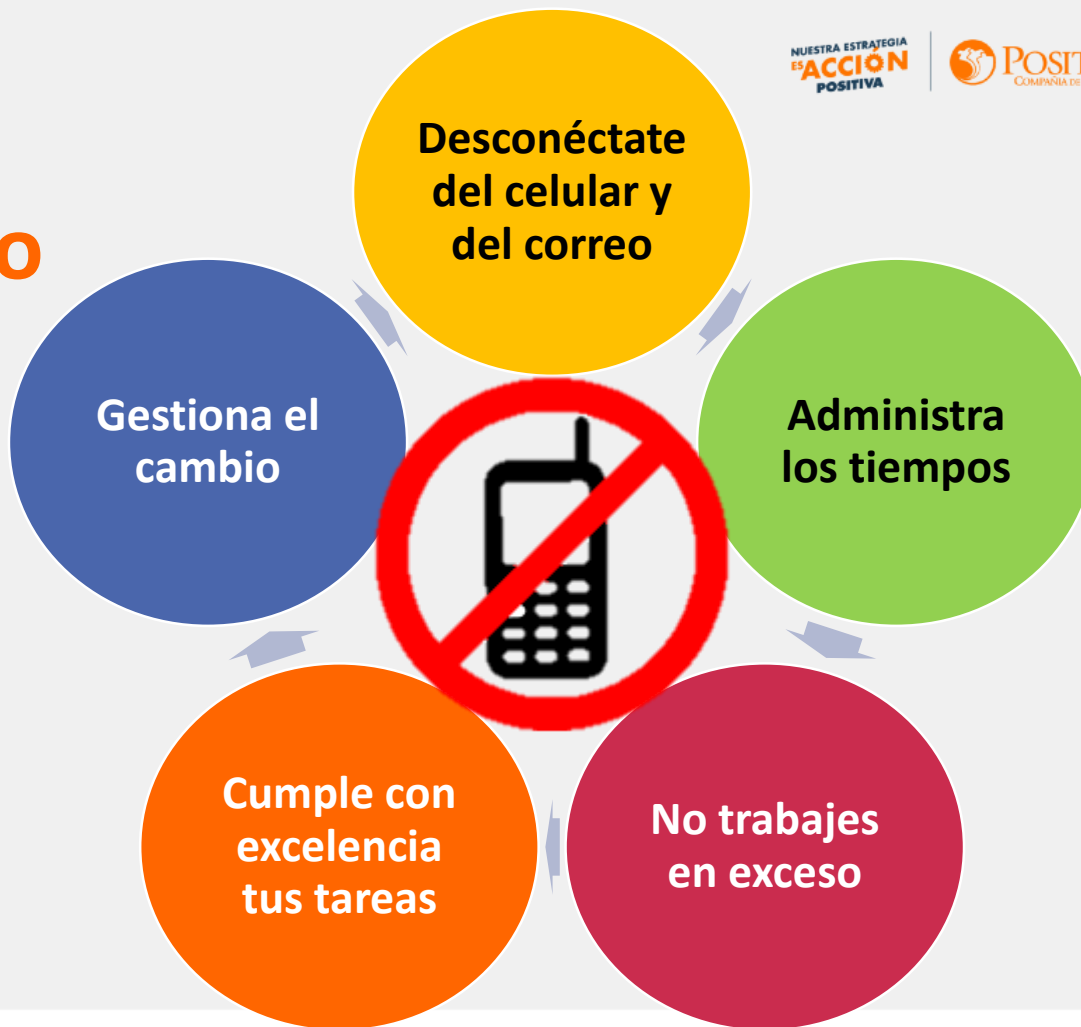 NUESTRA ESTRATEGIA
ES ACCIÓN
POSITIVA
Desconéctate
del celular y
del correo
Gestiona el
cambio
Administra
los tiempos
Cumple con
excelencia
tus tareas
No trabajes
en exceso